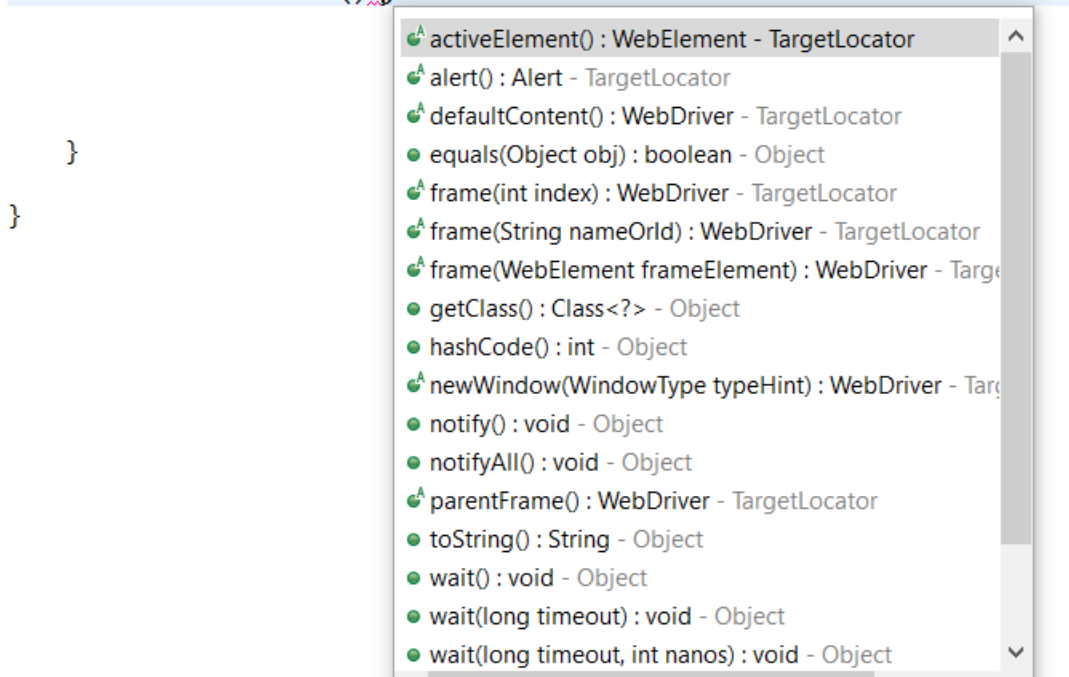 activeElement() : WebElement - TargetLocator
alert() : Alert - TargetLocator
defaultContent() : WebDriver - TargetLocator
}
equals(Object obj) : boolean - Object
frame(int index) : WebDriver - TargetLocator
}
frame(String nameOrId) : WebDriver - TargetLocator
frame(WebElement frameElement) : WebDriver - Targe
getClass() : Class<?> - Object
hashCode() : int - Object
newWindow(WindowType typeHint) : WebDriver - Targ
notify() : void - Object
notifyAll() : void - Object
parentFrame() : WebDriver - TargetLocator
toString() : String - Object
wait() : void - Object
wait(long timeout) : void - Object
wait(long timeout, int nanos) : void - Object